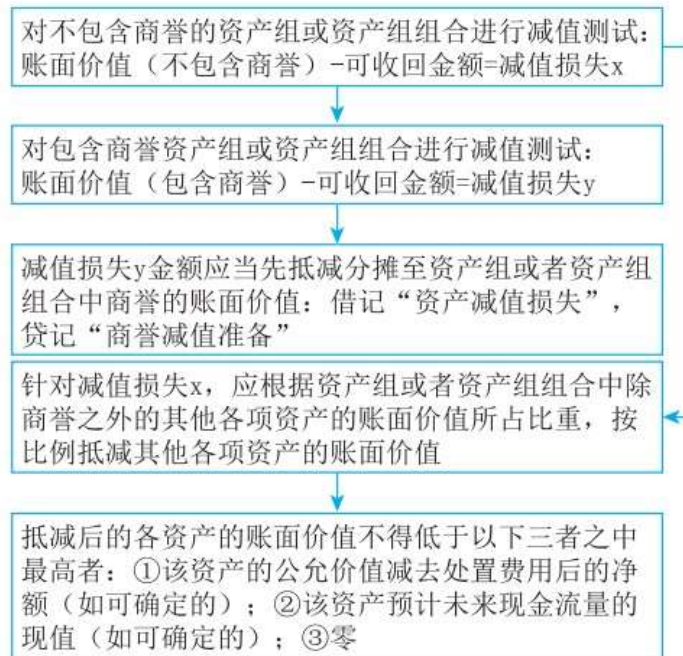 对不包含商誉的资产组或资产组组合进行减值测试：
账面价值（不包含商誉）-可收回金额=减值损失x
对包含商誉资产组或资产组组合进行减值测试：
账面价值（包含商誉）-可收回金额=减值损失y
减值损失y金额应当先抵减分摊至资产组或者资产组
组合中商誉的账面价值：借记“资产减值损失”，
贷记“商誉减值准备”
针对减值损失x，应根据资产组或者资产组组合中除
商誉之外的其他各项资产的账面价值所占比重，按
比例抵减其他各项资产的账面价值
抵减后的各资产的账面价值不得低于以下三者之中
最高者：①该资产的公允价值减去处置费用后的净
额（如可确定的）；②该资产预计未来现金流量的
现值（如可确定的）；③零